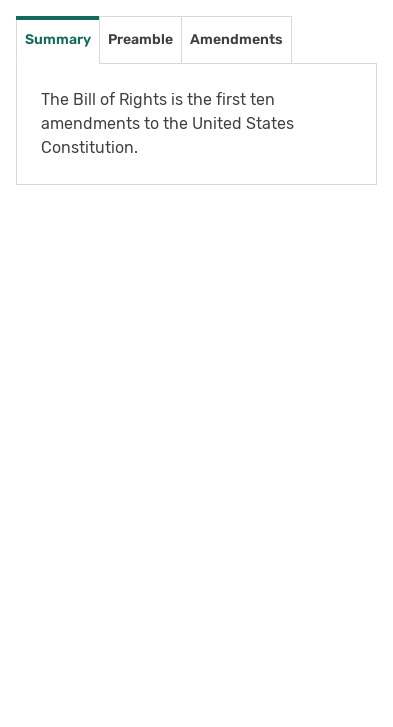 Summary Preamble Amendments
The Bill of Rights is the first ten
amendments to the United States
Constitution.